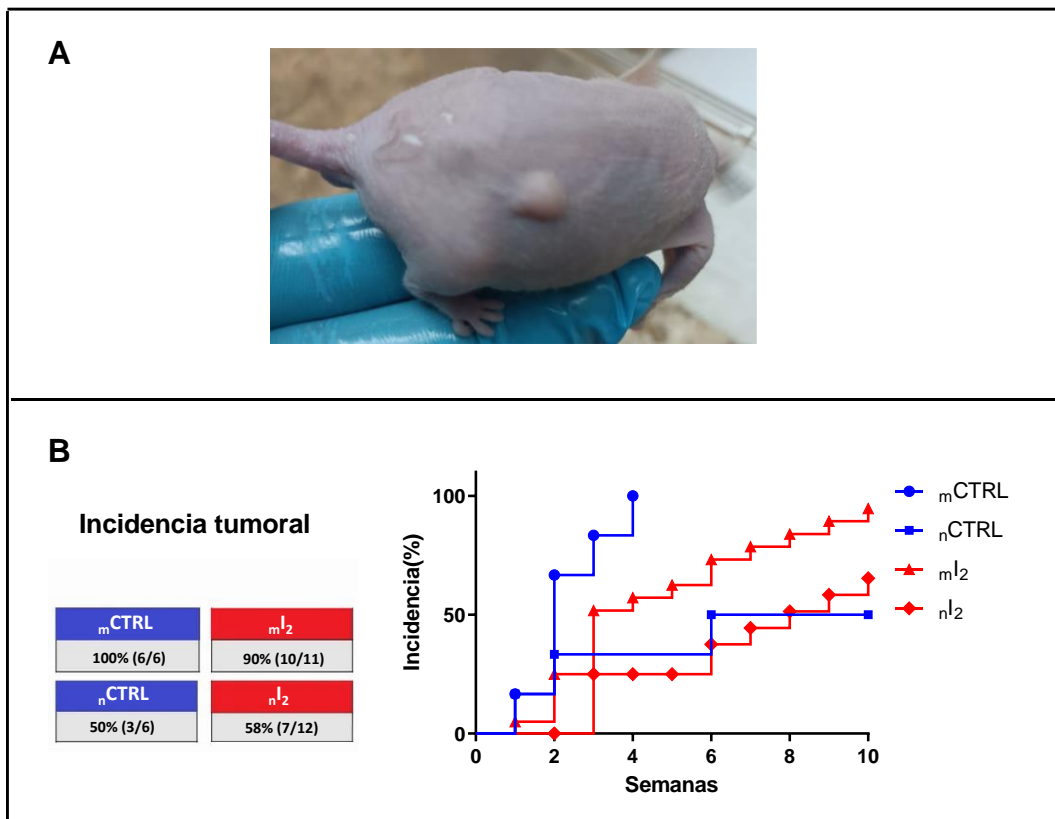 A
B
Incidencia tumoral
mCTRL
mI2
100% (6/6)
90% (10/11)
nCTRL
nI2
50% (3/6)
58% (7/12)
Incidencia(%)
100
50
0
0 2 4 6 8 10
Semanas
mCTRL
nCTRL
mI2
nI2